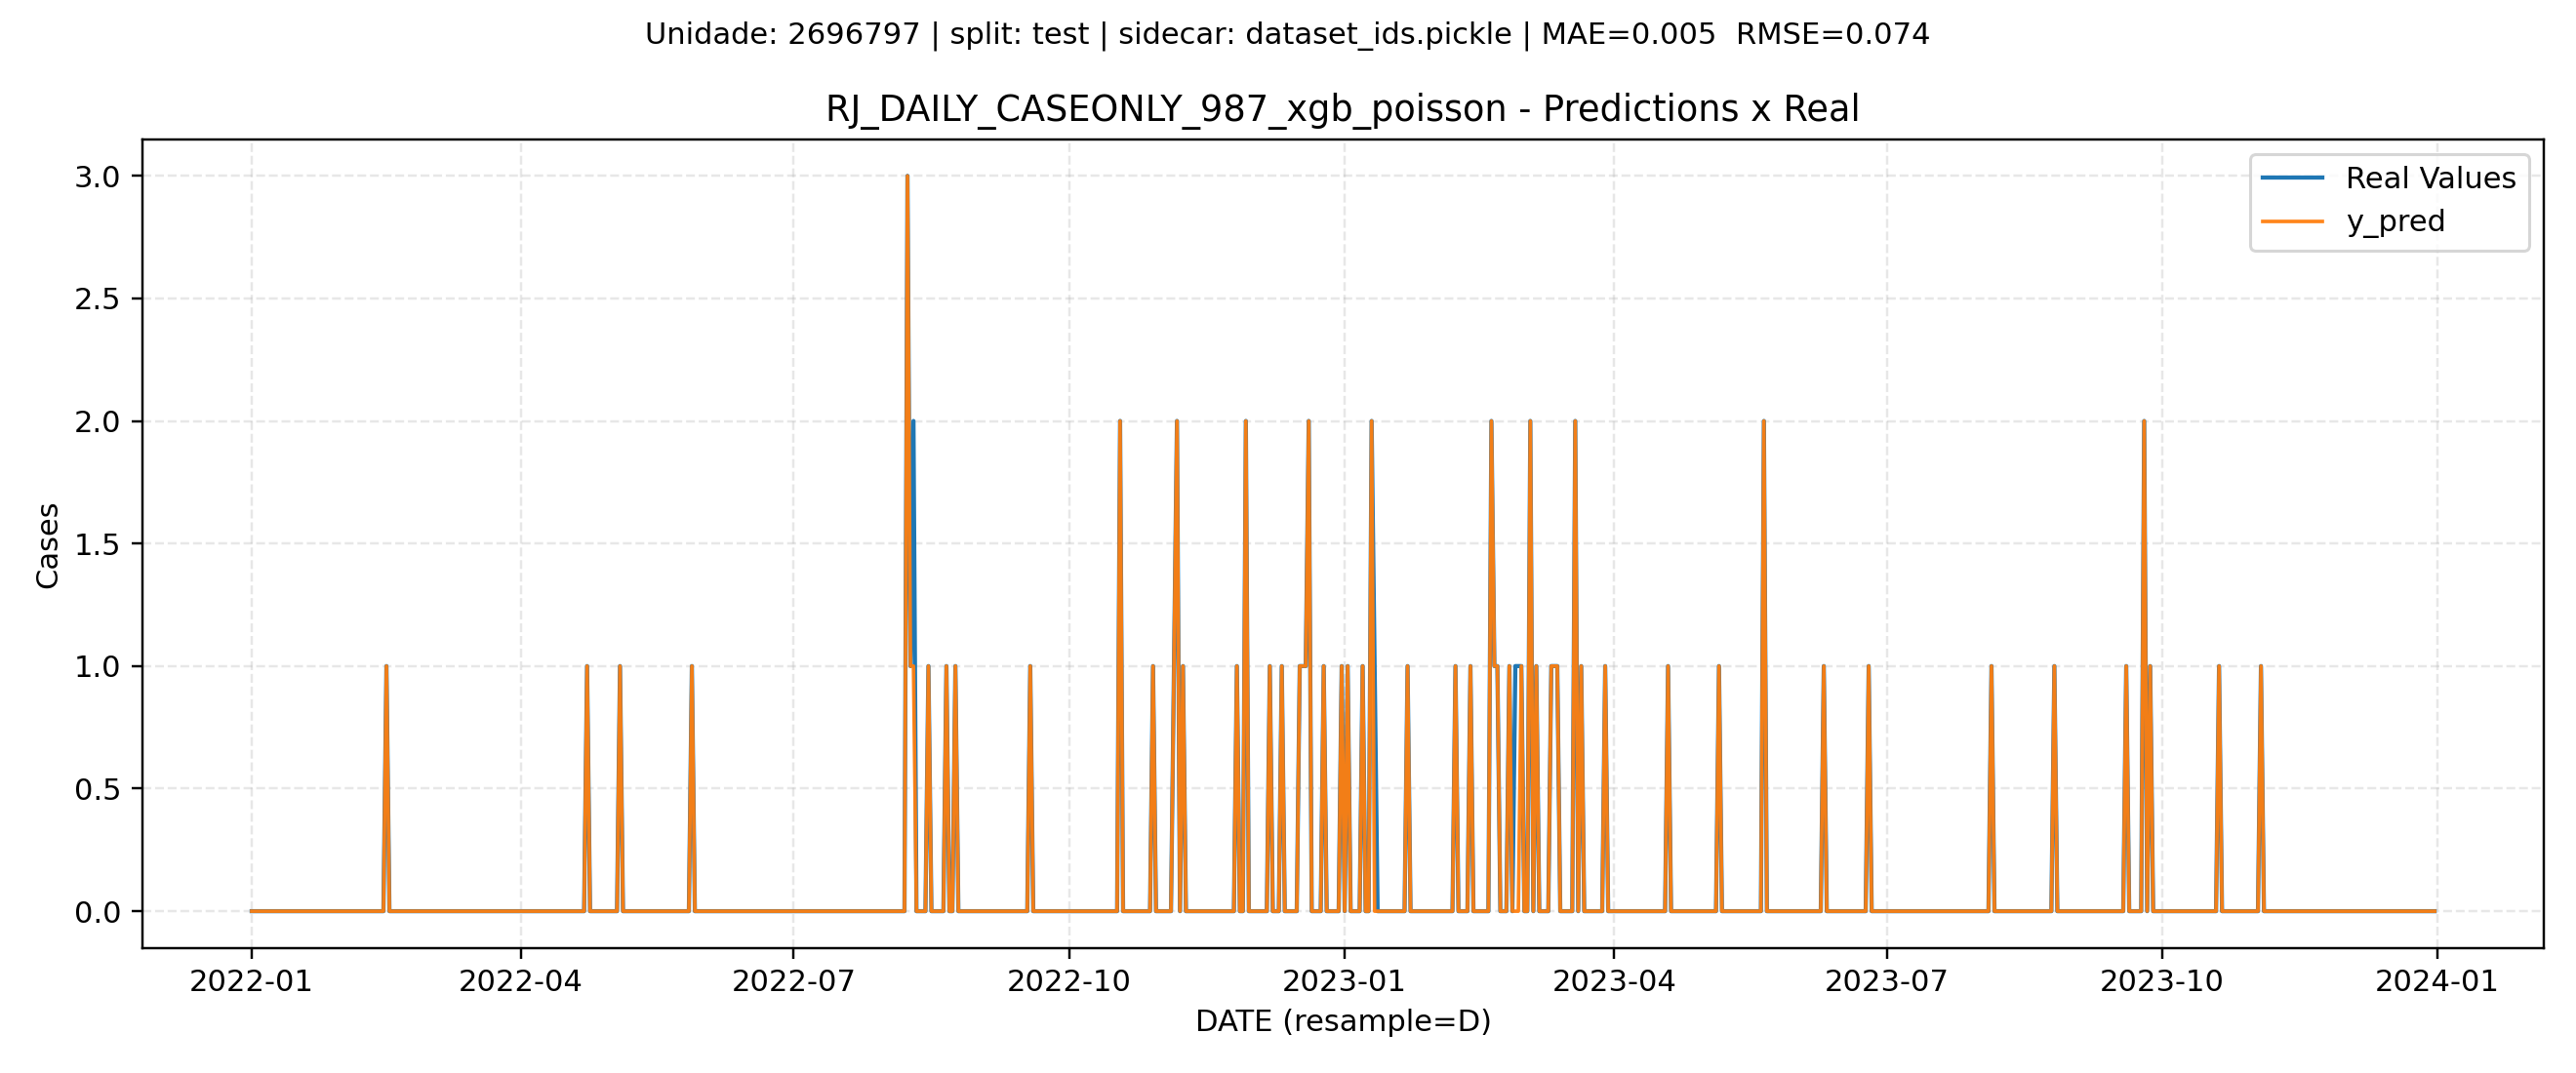 Unidade: 2696797 | split: test | sidecar: dataset_ids.pickle | MAE=0.005  RMSE=0.074
RJ_DAILY_CASEONLY_987_xgb_poisson - Predictions x Real
Real Values
y_pred
3.0
2.5
2.0
1.5
1.0
0.5
0.0
Cases
2022-01
2022-04
2022-07
2022-10
2023-01
2023-04
2023-07
2023-10
2024-01
DATE (resample=D)